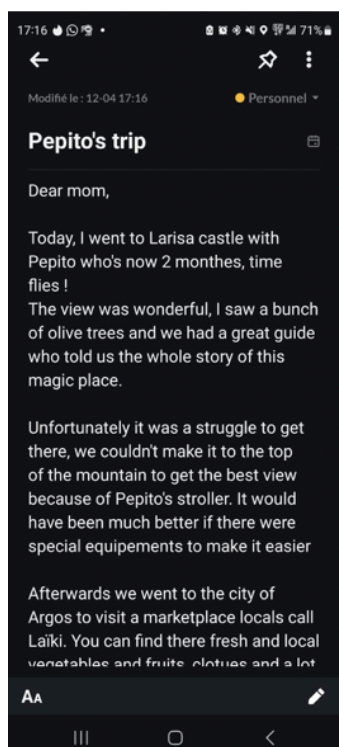 17:16
71%
Modifié le : 12-04 17:16
Personnel
Pepito's trip
Dear mom,
Today, I went to Larisa castle with
Pepito who's now 2 monthes, time
flies !
The view was wonderful, I saw a bunch
of olive trees and we had a great guide
who told us the whole story of this
magic place.
Unfortunately it was a struggle to get
there, we couldn't make it to the top
of the mountain to get the best view
because of Pepito's stroller. It would
have been much better if there were
special equipements to make it easier
Afterwards we went to the city of
Argos to visit a marketplace locals call
Laïki. You can find there fresh and local
vegetables and fruits, clotues and a lot
AA